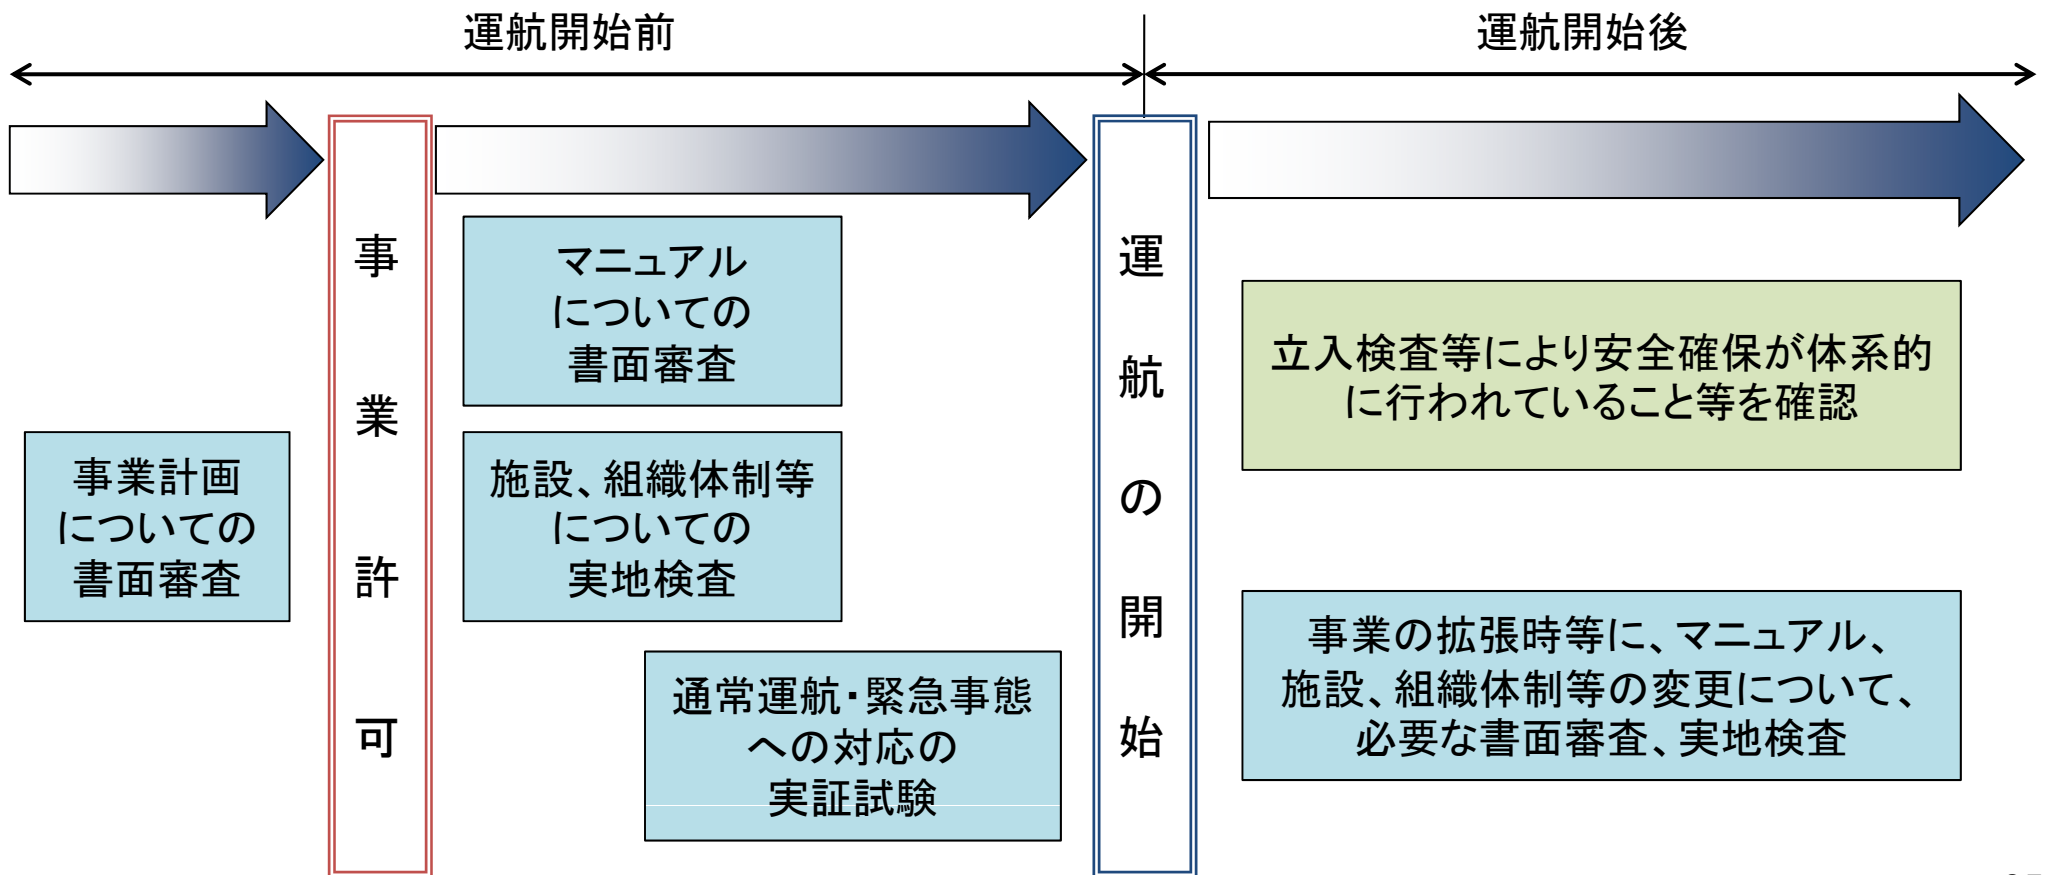 運航開始前
運航開始後
事業計画
についての
書面審査
事業許可
マニュアル
についての
書面審査
施設、組織体制等
についての
実地検査
通常運航・緊急事態
への対応の
実証試験
運航の開始
立入検査等により安全確保が体系的
に行われていること等を確認
事業の拡張時等に、マニュアル、
施設、組織体制等の変更について、
必要な書面審査、実地検査